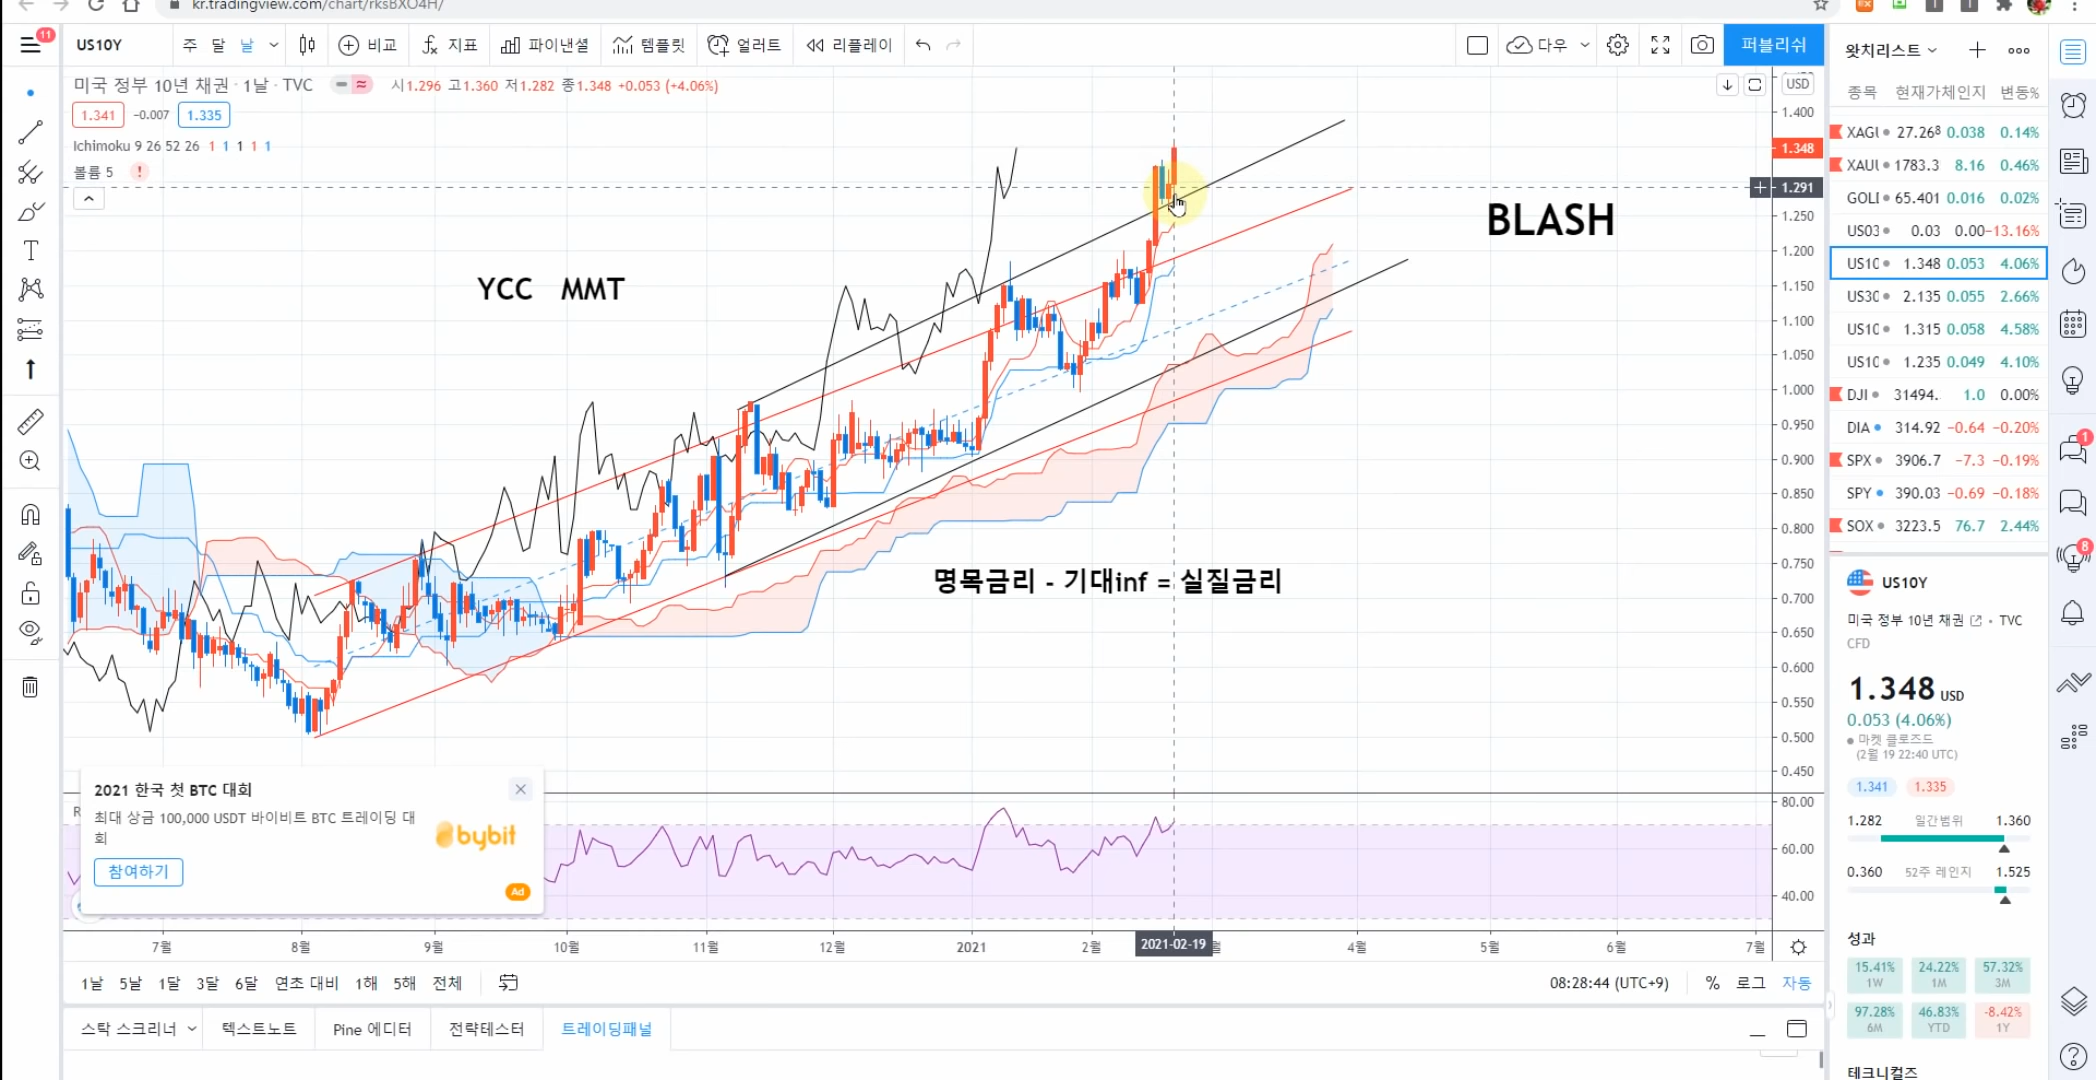 kr.tradingview.com/chart/rksBXO4H/
11
US10Y 주 달 날 비교 지표 파이낸셜 템플릿 얼러트 리플레이 다우 퍼블리쉬
미국 정부 10년 채권 · 1날 · TVC 시1.296 고1.360 저1.282 종1.348 +0.053 (+4.06%)
1.341 −0.007 1.335
Ichimoku 9 26 52 26 1 1 1 1 1
볼륨 5 !
YCC MMT
BLASH
명목금리 - 기대inf = 실질금리
USD
1.400
1.348
1.291
1.250
1.200
1.150
1.100
1.050
1.000
0.950
0.900
0.850
0.800
0.750
0.700
0.650
0.600
0.550
0.500
0.450
80.00
60.00
40.00
2021 한국 첫 BTC 대회
최대 상금 100,000 USDT 바이비트 BTC 트레이딩 대
회
참여하기
bybit
Ad
7월 8월 9월 10월 11월 12월 2021 2월 2021-02-19 4월 5월 6월 7월
1날 5날 1달 3달 6달 연초 대비 1해 5해 전체 08:28:44 (UTC+9) % 로그 자동
스탁 스크리너 텍스트노트 Pine 에디터 전략테스터 트레이딩패널
왓치리스트
종목 현재가 체인지 변동%
XAGU 27.268 0.038 0.14%
XAUU 1783.3 8.16 0.46%
GOLD 65.401 0.016 0.02%
US03 0.03 0.00 −13.16%
US10 1.348 0.053 4.06%
US30 2.135 0.055 2.66%
US10 1.315 0.058 4.58%
US10 1.235 0.049 4.10%
DJI 31494. 1.0 0.00%
DIA 314.92 −0.64 −0.20%
SPX 3906.7 −7.3 −0.19%
SPY 390.03 −0.69 −0.18%
SOX 3223.5 76.7 2.44%
US10Y
미국 정부 10년 채권 · TVC
CFD
1.348 USD
0.053 (4.06%)
마켓 클로즈드
(2월 19 22:40 UTC)
1.341 1.335
1.282 일간범위 1.360
0.360 52주 레인지 1.525
성과
15.41% 24.22% 57.32%
1W 1M 3M
97.28% 46.83% -8.42%
6M YTD 1Y
테크니컬즈
1
8